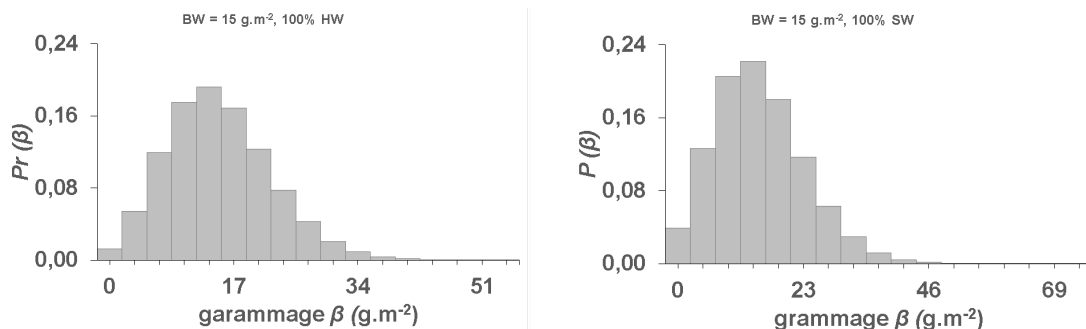 BW = 15 g.m-2, 100% HW
0,24
0,16
0,08
0,00
Pr (β)
0
17
34
51
garammage β (g.m-2)
BW = 15 g.m-2, 100% SW
0,24
0,16
0,08
0,00
P (β)
0
23
46
69
grammage β (g.m-2)